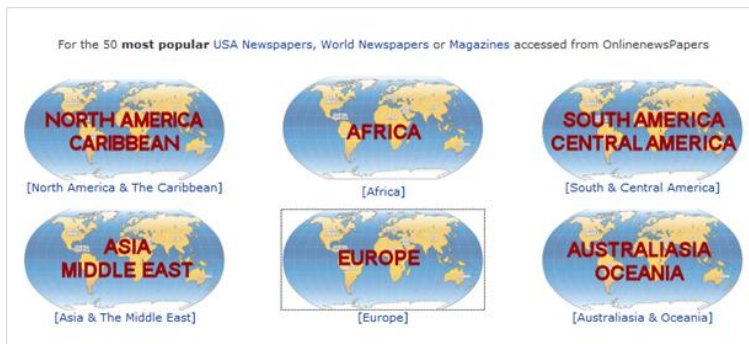 For the 50 most popular USA Newspapers, World Newspapers or Magazines accessed from OnlinenewsPapers
NORTH AMERICA
CARIBBEAN
[North America & The Caribbean]
AFRICA
[Africa]
SOUTH AMERICA
CENTRAL AMERICA
[South & Central America]
ASIA
MIDDLE EAST
[Asia & The Middle East]
EUROPE
[Europe]
AUSTRALIASIA
OCEANIA
[Australiasia & Oceania]